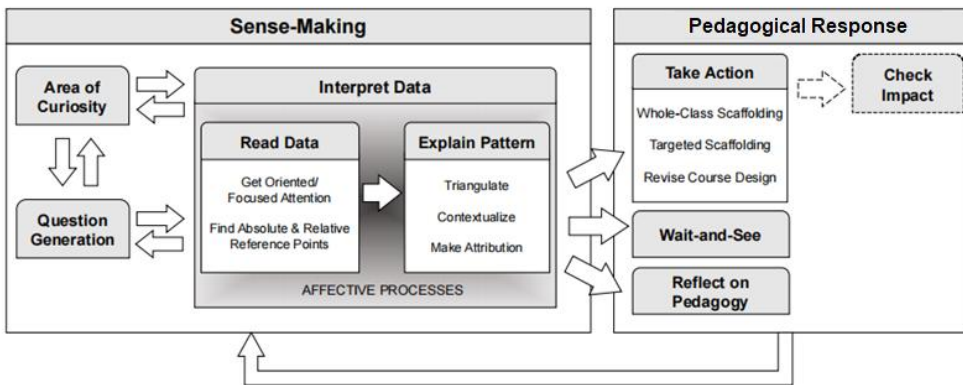 Sense-Making
Area of
Curiosity
Question
Generation
Interpret Data
Read Data
Get Oriented/
Focused Attention
Find Absolute & Relative
Reference Points
Explain Pattern
Triangulate
Contextualize
Make Attribution
AFFECTIVE PROCESSES
Pedagogical Response
Take Action
Whole-Class Scaffolding
Targeted Scaffolding
Revise Course Design
Check
Impact
Wait-and-See
Reflect on
Pedagogy